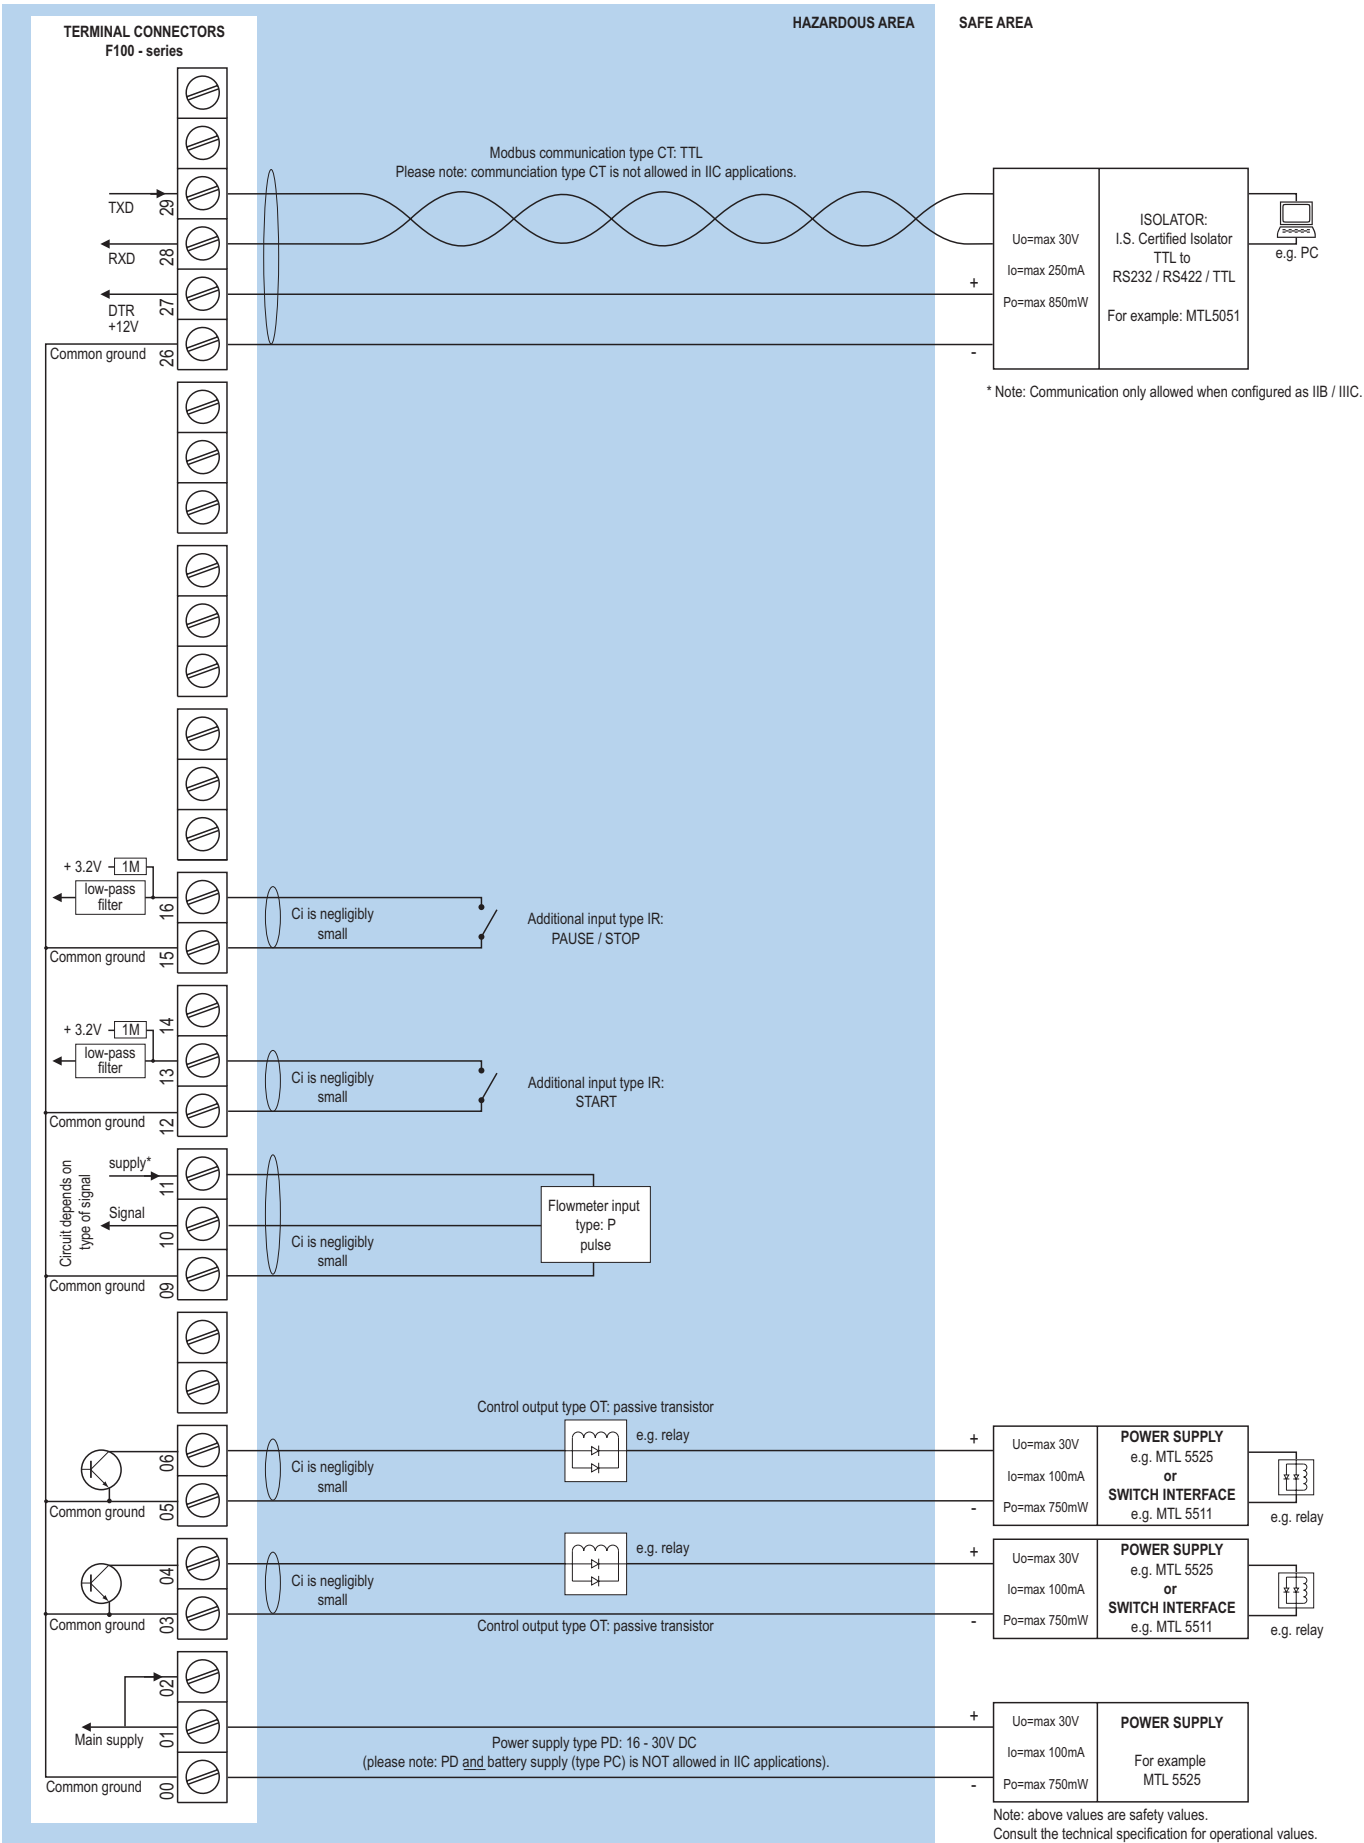 HAZARDOUS AREA
SAFE AREA
TERMINAL CONNECTORS
F100 - series
Modbus communication type CT: TTL
Please note: communciation type CT is not allowed in IIC applications.
TXD
29
RXD
28
DTR
+12V
27
Common ground
26
+
-
Uo=max 30V
Io=max 250mA
Po=max 850mW
ISOLATOR:
I.S. Certified Isolator
TTL to
RS232 / RS422 / TTL
For example: MTL5051
e.g. PC
* Note: Communication only allowed when configured as IIB / IIIC.
+ 3.2V
1M
low-pass
filter
16
Common ground
15
Ci is negligibly
small
Additional input type IR:
PAUSE / STOP
14
+ 3.2V
1M
low-pass
filter
13
Common ground
12
Ci is negligibly
small
Additional input type IR:
START
Circuit depends on
type of signal
supply*
11
Signal
10
Common ground
09
Ci is negligibly
small
Flowmeter input
type: P
pulse
Control output type OT: passive transistor
e.g. relay
06
Common ground
05
Ci is negligibly
small
+
-
Uo=max 30V
Io=max 100mA
Po=max 750mW
POWER SUPPLY
e.g. MTL 5525
or
SWITCH INTERFACE
e.g. MTL 5511
e.g. relay
e.g. relay
04
Common ground
03
Ci is negligibly
small
Control output type OT: passive transistor
+
-
Uo=max 30V
Io=max 100mA
Po=max 750mW
POWER SUPPLY
e.g. MTL 5525
or
SWITCH INTERFACE
e.g. MTL 5511
e.g. relay
02
Main supply
01
Common ground
00
Power supply type PD: 16 - 30V DC
(please note: PD and battery supply (type PC) is NOT allowed in IIC applications).
+
-
Uo=max 30V
Io=max 100mA
Po=max 750mW
POWER SUPPLY
For example
MTL 5525
Note: above values are safety values.
Consult the technical specification for operational values.